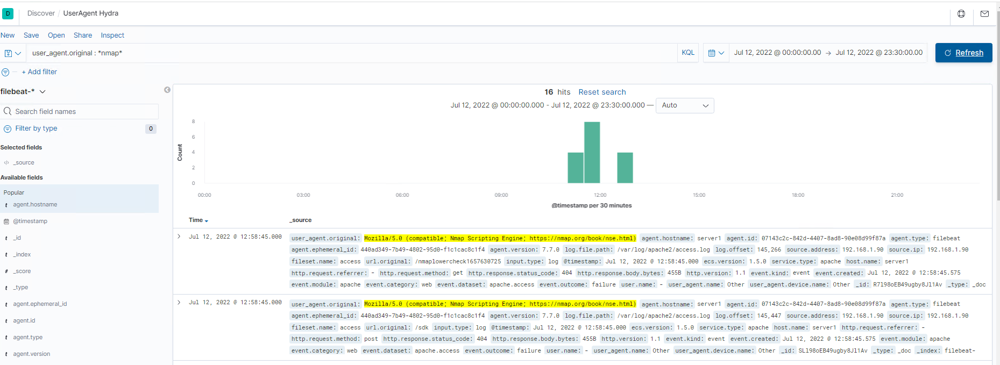 D Discover / UserAgent Hydra
New Save Open Share Inspect
user_agent.original : *nmap* KQL Jul 12, 2022 @ 00:00:00.00 → Jul 12, 2022 @ 23:30:00.00 Refresh
+ Add filter
filebeat-*
Search field names
Filter by type 0
Selected fields
_source
Available fields
Popular
t agent.hostname
@timestamp
t _id
t _index
# _score
t _type
t agent.ephemeral_id
t agent.id
t agent.type
t agent.version
16 hits Reset search
Jul 12, 2022 @ 00:00:00.000 - Jul 12, 2022 @ 23:30:00.000 — Auto
Count
8
6
4
2
0
00:00 03:00 06:00 09:00 12:00 15:00 18:00 21:00
@timestamp per 30 minutes
Time _source
Jul 12, 2022 @ 12:58:45.000 user_agent.original: Mozilla/5.0 (compatible; Nmap Scripting Engine; https://nmap.org/book/nse.html) agent.hostname: server1 agent.id: 07143c2c-842d-4407-8ad8-90e08d99f87a agent.type: filebeat
agent.ephemeral_id: 440ad349-7b49-4802-95d0-f1c1cac8c1f4 agent.version: 7.7.0 log.file.path: /var/log/apache2/access.log log.offset: 145,266 source.address: 192.168.1.90 source.ip: 192.168.1.90
fileset.name: access url.original: /nmaplowercheck1657630725 input.type: log @timestamp: Jul 12, 2022 @ 12:58:45.000 ecs.version: 1.5.0 service.type: apache host.name: server1
http.request.referrer: - http.request.method: get http.response.status_code: 404 http.response.body.bytes: 455B http.version: 1.1 event.kind: event event.created: Jul 12, 2022 @ 12:58:45.575
event.module: apache event.category: web event.dataset: apache.access event.outcome: failure user.name: - user_agent.name: Other user_agent.device.name: Other _id: R7l98oEB49ugby8Jl1Av _type: _doc
Jul 12, 2022 @ 12:58:45.000 user_agent.original: Mozilla/5.0 (compatible; Nmap Scripting Engine; https://nmap.org/book/nse.html) agent.hostname: server1 agent.id: 07143c2c-842d-4407-8ad8-90e08d99f87a agent.type: filebeat
agent.ephemeral_id: 440ad349-7b49-4802-95d0-f1c1cac8c1f4 agent.version: 7.7.0 log.file.path: /var/log/apache2/access.log log.offset: 145,447 source.address: 192.168.1.90 source.ip: 192.168.1.90
fileset.name: access url.original: /sdk input.type: log @timestamp: Jul 12, 2022 @ 12:58:45.000 ecs.version: 1.5.0 service.type: apache host.name: server1 http.request.referrer: -
http.request.method: post http.response.status_code: 404 http.response.body.bytes: 455B http.version: 1.1 event.kind: event event.created: Jul 12, 2022 @ 12:58:45.575 event.module: apache
event.category: web event.dataset: apache.access event.outcome: failure user.name: - user_agent.name: Other user_agent.device.name: Other _id: SLl98oEB49ugby8Jl1Av _type: _doc _index: filebeat-